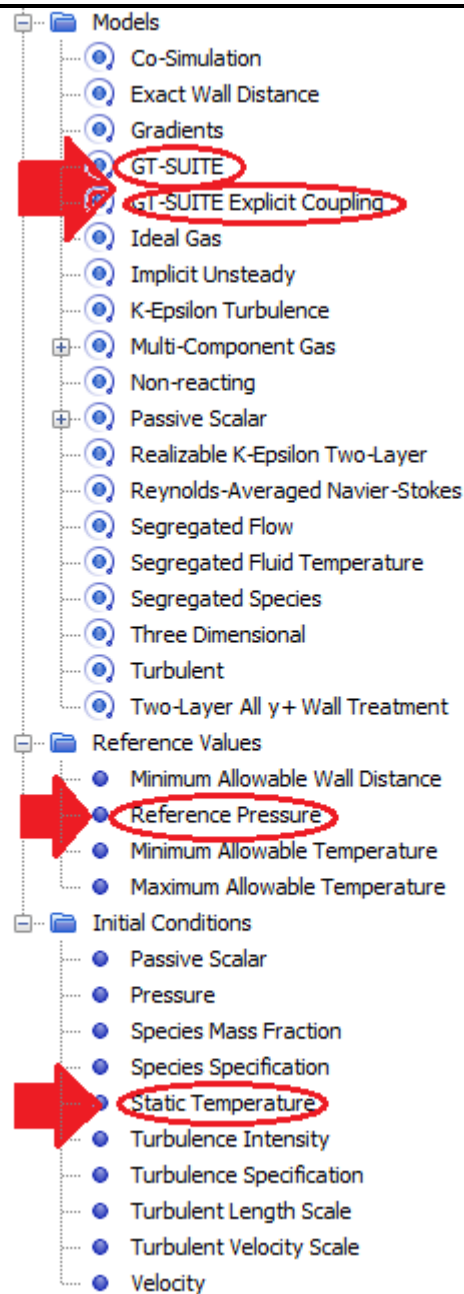 Models
Co-Simulation
Exact Wall Distance
Gradients
GT-SUITE
GT-SUITE Explicit Coupling
Ideal Gas
Implicit Unsteady
K-Epsilon Turbulence
Multi-Component Gas
Non-reacting
Passive Scalar
Realizable K-Epsilon Two-Layer
Reynolds-Averaged Navier-Stokes
Segregated Flow
Segregated Fluid Temperature
Segregated Species
Three Dimensional
Turbulent
Two-Layer All y+ Wall Treatment
Reference Values
Minimum Allowable Wall Distance
Reference Pressure
Minimum Allowable Temperature
Maximum Allowable Temperature
Initial Conditions
Passive Scalar
Pressure
Species Mass Fraction
Species Specification
Static Temperature
Turbulence Intensity
Turbulence Specification
Turbulent Length Scale
Turbulent Velocity Scale
Velocity